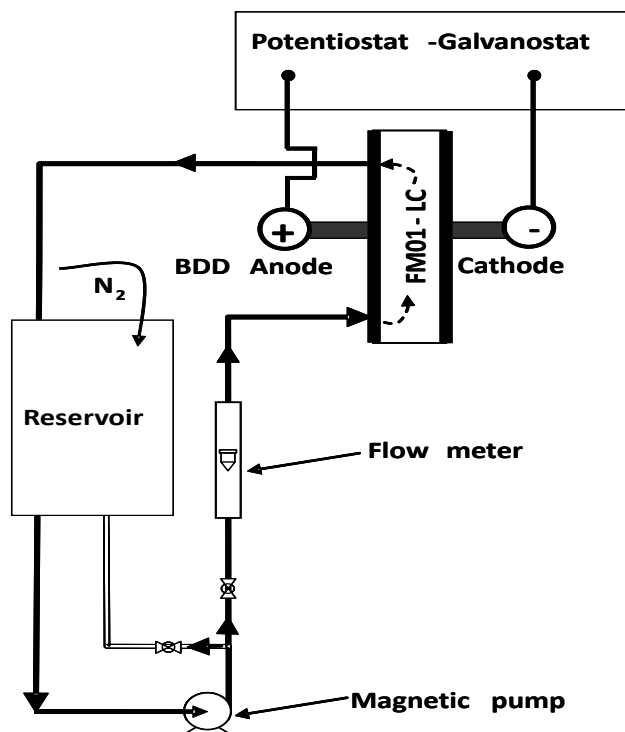 Potentiostat -Galvanostat
FM01 - LC
+
-
BDD Anode
Cathode
N₂
Reservoir
Flow meter
Magnetic pump